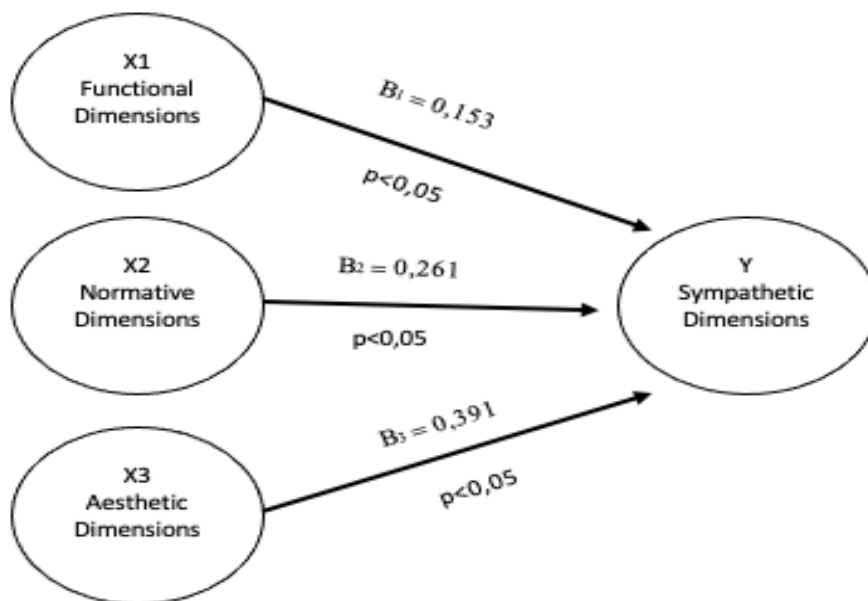 X1
Functional
Dimensions
B₁ = 0,153
p<0,05
X2
Normative
Dimensions
B₂ = 0,261
p<0,05
Y
Sympathetic
Dimensions
X3
Aesthetic
Dimensions
B₃ = 0,391
p<0,05